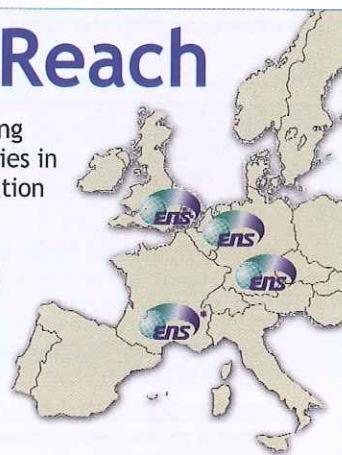 Reach
ng
ies in
tion
ENS
ENS
ENS
ENS*